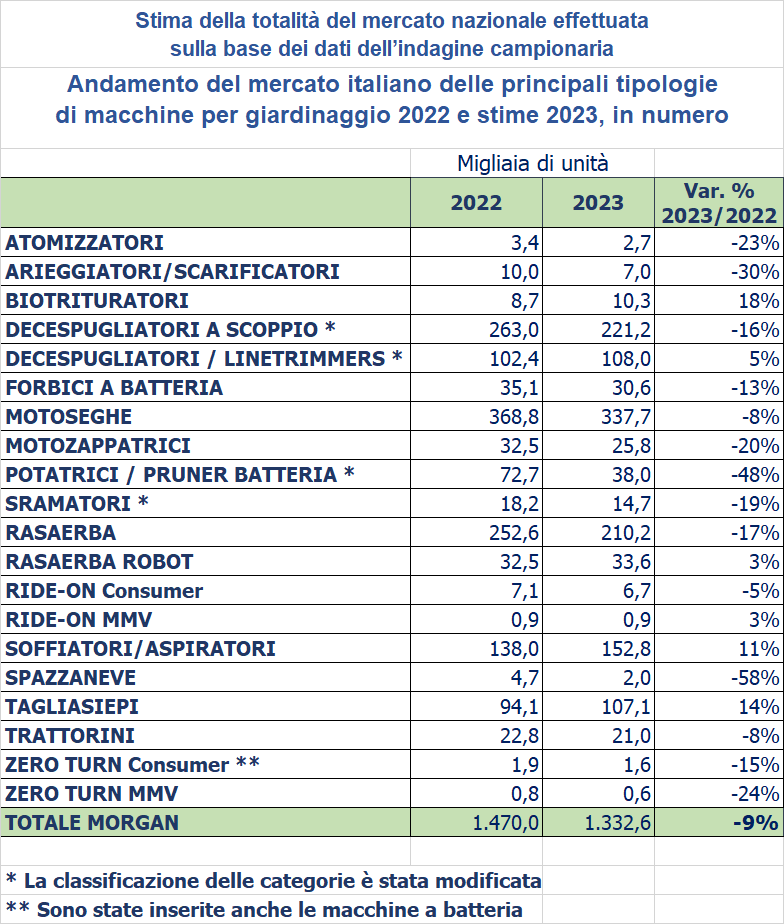 Stima della totalità del mercato nazionale effettuata
sulla base dei dati dell’indagine campionaria
Andamento del mercato italiano delle principali tipologie
di macchine per giardinaggio 2022 e stime 2023, in numero
Migliaia di unità
2022 2023 Var. % 2023/2022
ATOMIZZATORI 3,4 2,7 -23%
ARIEGGIATORI/SCARIFICATORI 10,0 7,0 -30%
BIOTRITURATORI 8,7 10,3 18%
DECESPUGLIATORI A SCOPPIO * 263,0 221,2 -16%
DECESPUGLIATORI / LINETRIMMERS * 102,4 108,0 5%
FORBICI A BATTERIA 35,1 30,6 -13%
MOTOSEGHE 368,8 337,7 -8%
MOTOZAPPATRICI 32,5 25,8 -20%
POTATRICI / PRUNER BATTERIA * 72,7 38,0 -48%
SRAMATORI * 18,2 14,7 -19%
RASAERBA 252,6 210,2 -17%
RASAERBA ROBOT 32,5 33,6 3%
RIDE-ON Consumer 7,1 6,7 -5%
RIDE-ON MMV 0,9 0,9 3%
SOFFIATORI/ASPIRATORI 138,0 152,8 11%
SPAZZANEVE 4,7 2,0 -58%
TAGLIASIEPI 94,1 107,1 14%
TRATTORINI 22,8 21,0 -8%
ZERO TURN Consumer ** 1,9 1,6 -15%
ZERO TURN MMV 0,8 0,6 -24%
TOTALE MORGAN 1.470,0 1.332,6 -9%
* La classificazione delle categorie è stata modificata
** Sono state inserite anche le macchine a batteria